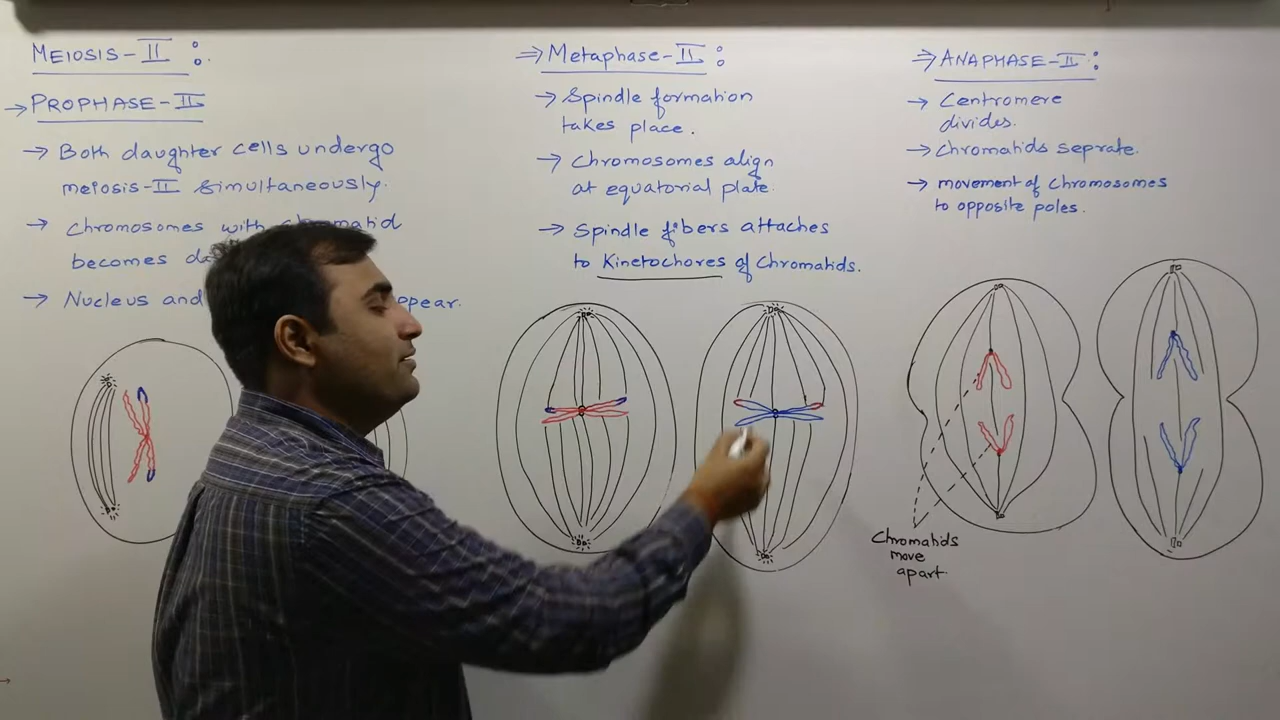 MEIOSIS-II :
→ PROPHASE-II
→ Both daughter cells undergo
meiosis-II simultaneously.
→ Chromosomes with
becomes
→ Nucleus and
⇒ Metaphase-II :
→ Spindle formation
takes place.
→ Chromosomes align
at equatorial plate.
→ Spindle fibers attaches
to Kinetochores of Chromatids.
⇒ ANAPHASE-II :
→ Centromere
divides.
→ Chromatids seprate.
→ movement of Chromosomes
to opposite poles.
Chromatids
move
apart